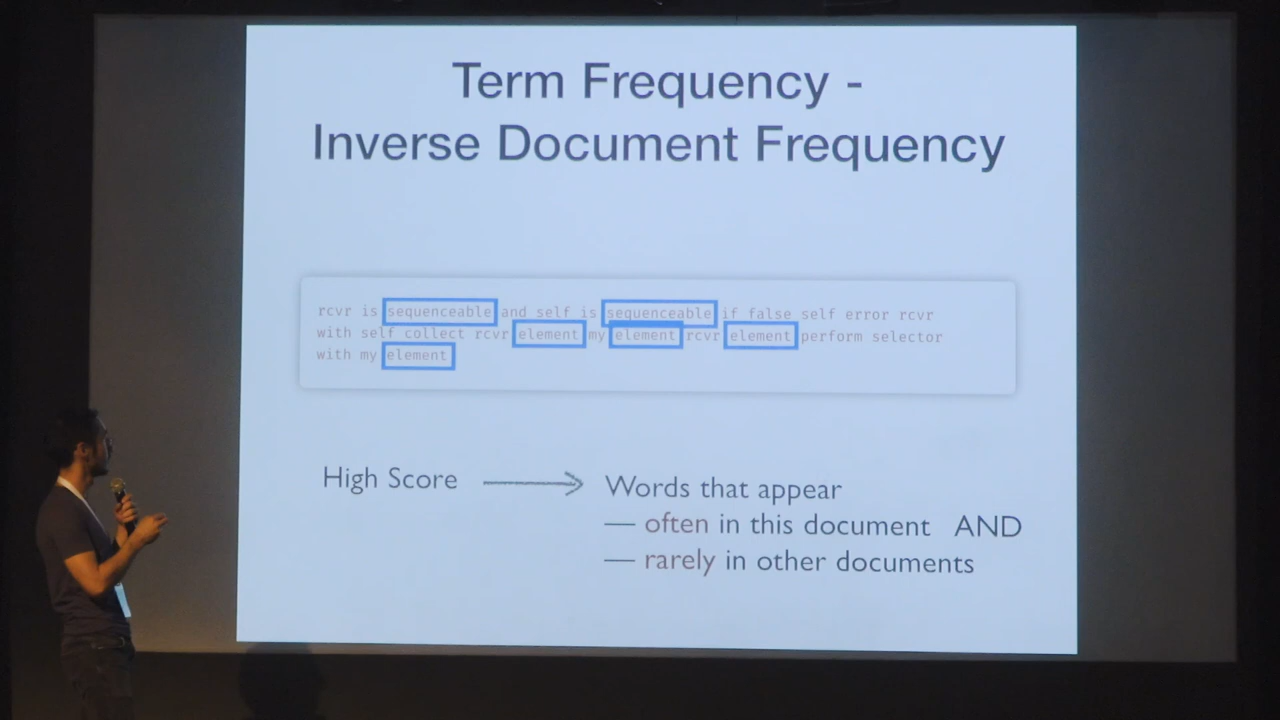 Term Frequency -
Inverse Document Frequency
rcvr is sequenceable and self is sequenceable if false self error rcvr
with self collect rcvr element my element rcvr element perform selector
with my element
High Score
Words that appear
— often in this document AND
— rarely in other documents